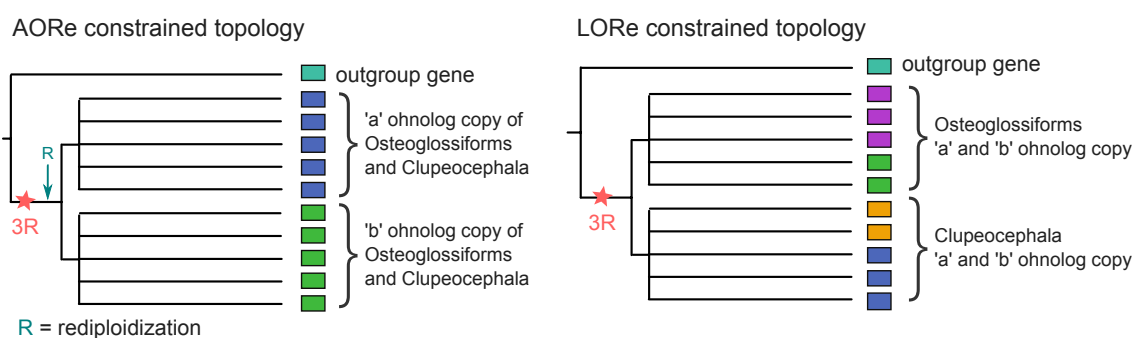 AORe constrained topology
outgroup gene
'a' ohnolog copy of
Osteoglossiforms
and Clupeocephala
R
3R
'b' ohnolog copy of
Osteoglossiforms
and Clupeocephala
R = rediploidization
LORe constrained topology
outgroup gene
Osteoglossiforms
'a' and 'b' ohnolog copy
3R
Clupeocephala
'a' and 'b' ohnolog copy